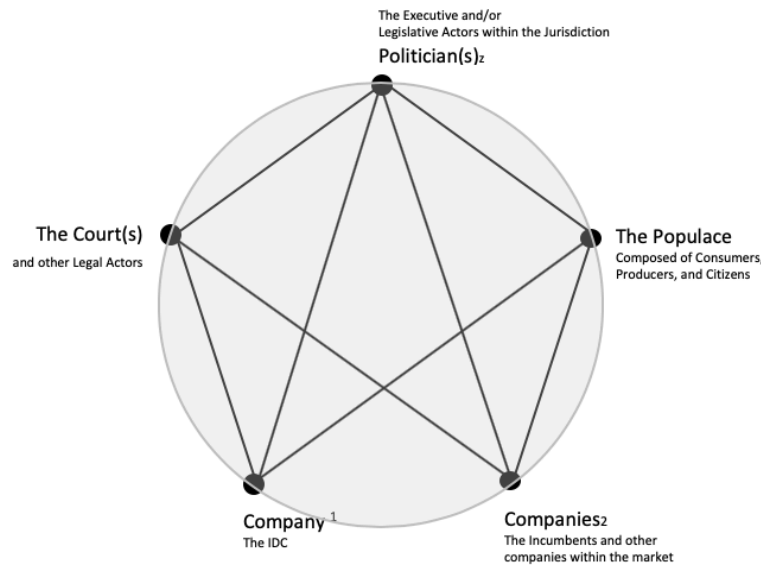 The Executive and/or
Legislative Actors within the Jurisdiction
Politician(s)z
The Court(s)
and other Legal Actors
The Populace
Composed of Consumers,
Producers, and Citizens
Company 1
The IDC
Companies2
The Incumbents and other
companies within the market